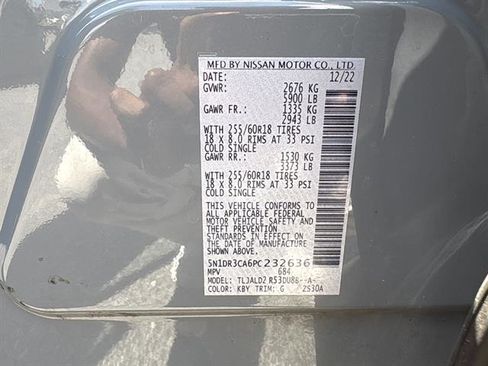 MFD BY NISSAN MOTOR CO., LTD.
DATE: 12/22
GVWR: 2676 KG
5900 LB
GAWR FR.: 1335 KG
2943 LB
WITH 255/60R18 TIRES
18 X 8.0 RIMS AT 33 PSI
COLD SINGLE
GAWR RR.: 1530 KG
3373 LB
WITH 255/60R18 TIRES
18 X 8.0 RIMS AT 33 PSI
COLD SINGLE
THIS VEHICLE CONFORMS TO
ALL APPLICABLE FEDERAL
MOTOR VEHICLE SAFETY AND
THEFT PREVENTION
STANDARDS IN EFFECT ON
THE DATE OF MANUFACTURE
SHOWN ABOVE.
5N1DR3CA6PC232636
MPV 684
MODEL:
COLOR: KBY TRIM: G 2530A